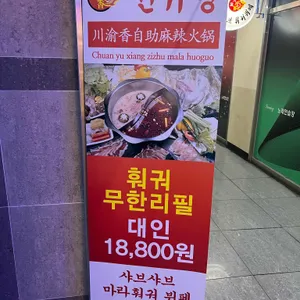 川渝香自助麻辣火锅
Chuan yu xiang zizhu mala huoguo
훠궈
무한리필
대인
18,800원
샤브샤브
마라훠궈 뷔페